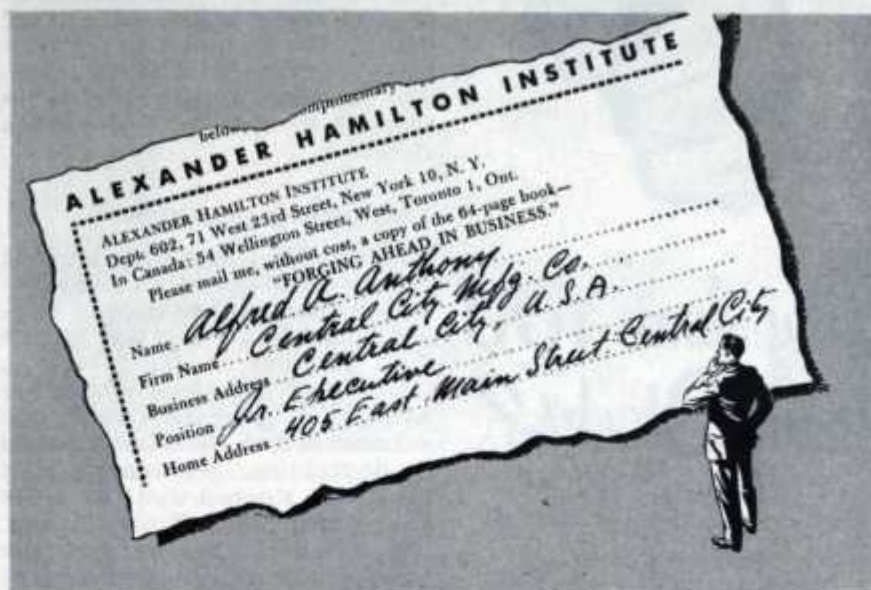 below
ALEXANDER HAMILTON INSTITUTE
ALEXANDER HAMILTON INSTITUTE
Dept. 602, 71 West 23rd Street, New York 10, N. Y.
In Canada: 54 Wellington Street, West, Toronto 1, Ont.
Please mail me, without cost, a copy of the 64-page book—
"FORGING AHEAD IN BUSINESS."
Name Alfred A. Anthony
Firm Name Central City Mfg. Co.
Business Address Central City, U.S.A.
Position Jr. Executive
Home Address 405 East Main Street Central City